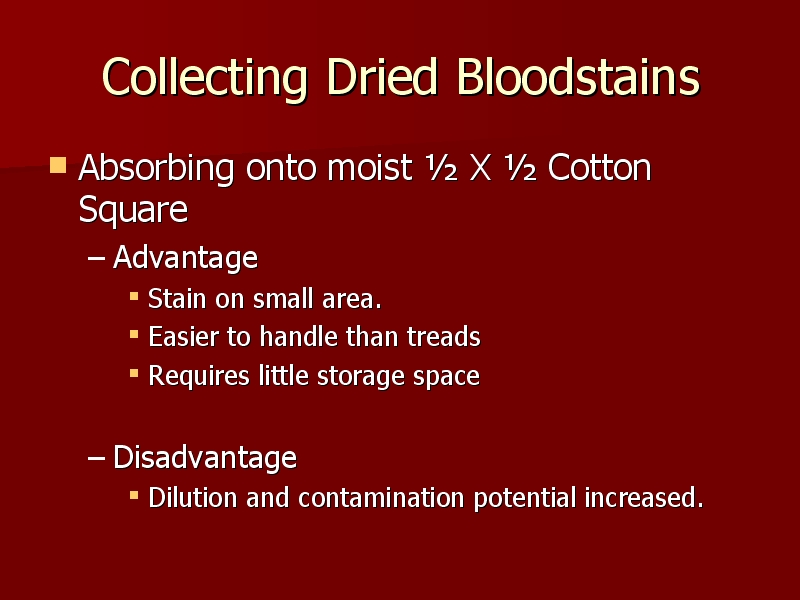 Collecting Dried Bloodstains
Absorbing onto moist ½ X ½ Cotton
Square
– Advantage
Stain on small area.
Easier to handle than treads
Requires little storage space
– Disadvantage
Dilution and contamination potential increased.